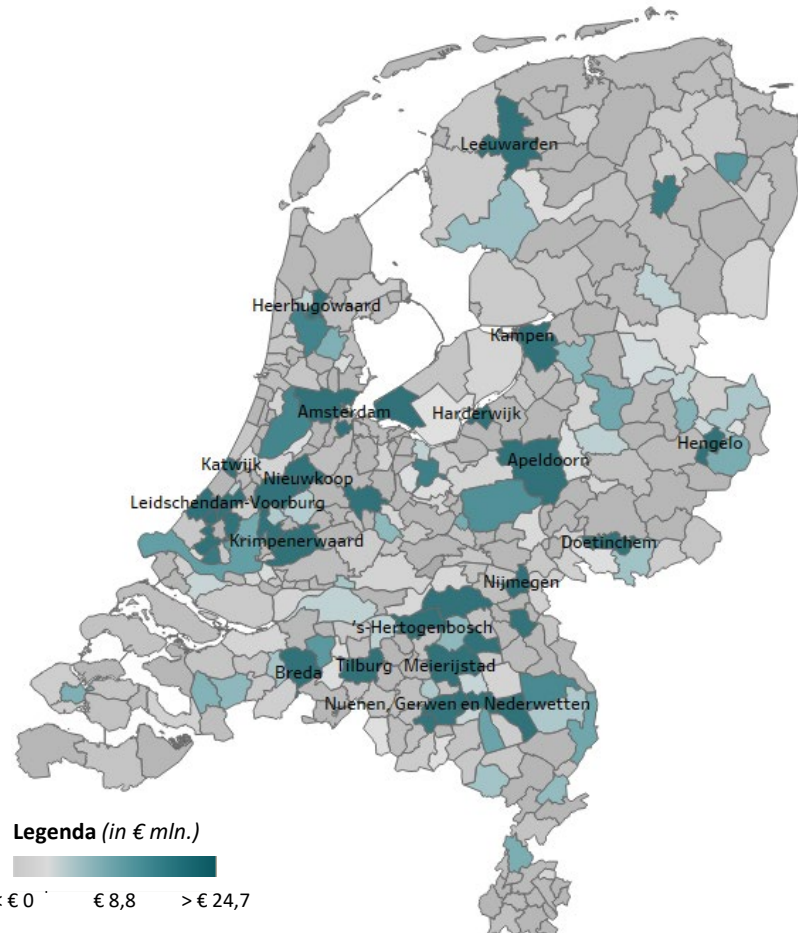 Leeuwarden
Heerhugowaard
Kampen
Amsterdam
Harderwijk
Hengelo
Katwijk
Apeldoorn
Nieuwkoop
Leidschendam-Voorburg
Krimpenerwaard
Doetinchem
Nijmegen
's-Hertogenbosch
Breda
Tilburg
Meierijstad
Nuenen, Gerwen en Nederwetten
Legenda (in € mln.)
< € 0 € 8,8 > € 24,7